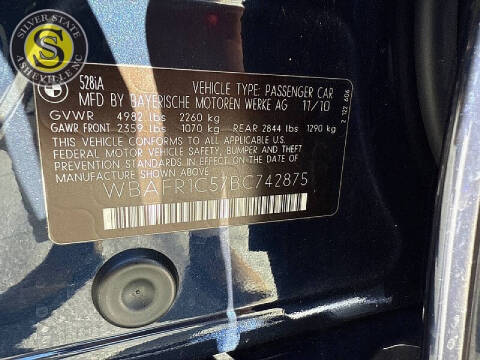 SILVER STATE
S
ASHEVILLE NC
528iA
VEHICLE TYPE: PASSENGER CAR
MFD BY BAYERISCHE MOTOREN WERKE AG 11/10
GVWR 4982 lbs 2260 kg
GAWR FRONT 2359 lbs 1070 kg REAR 2844 lbs 1290 kg
THIS VEHICLE CONFORMS TO ALL APPLICABLE
FEDERAL MOTOR VEHICLE SAFETY, BUMPER, AND THEFT
PREVENTION STANDARDS IN EFFECT ON THE DATE OF
MANUFACTURE SHOWN ABOVE.
WBAFR1C57BC742875
2 122 606